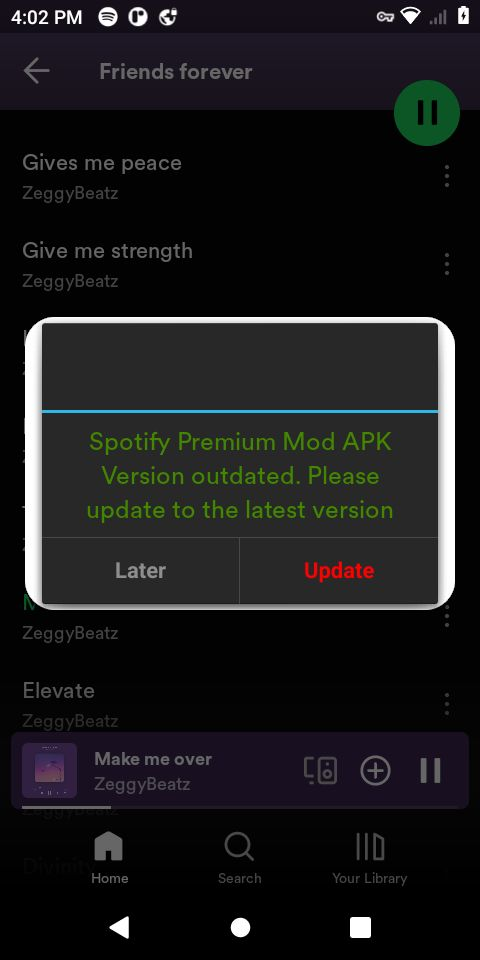 4:02 PM
Friends forever
Gives me peace
ZeggyBeatz
Give me strength
ZeggyBeatz
Spotify Premium Mod APK
Version outdated. Please
update to the latest version
Later
Update
ZeggyBeatz
Elevate
ZeggyBeatz
Make me over
ZeggyBeatz
ZeggyBeatz
Divinity
Home
Search
Your Library